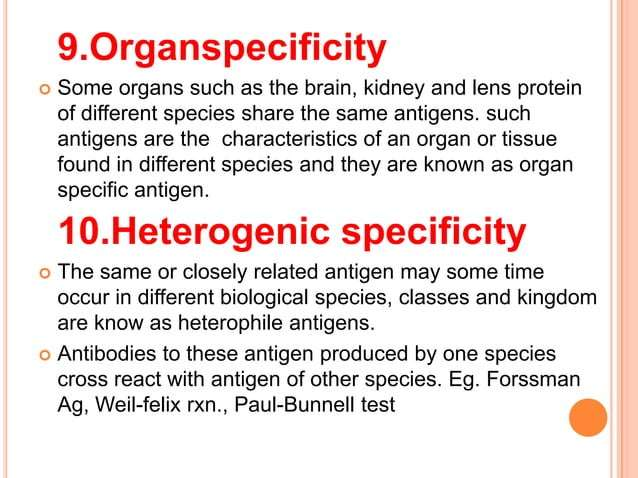 9.Organspecificity
Some organs such as the brain, kidney and lens protein
of different species share the same antigens. such
antigens are the characteristics of an organ or tissue
found in different species and they are known as organ
specific antigen.
10.Heterogenic specificity
The same or closely related antigen may some time
occur in different biological species, classes and kingdom
are know as heterophile antigens.
Antibodies to these antigen produced by one species
cross react with antigen of other species. Eg. Forssman
Ag, Weil-felix rxn., Paul-Bunnell test